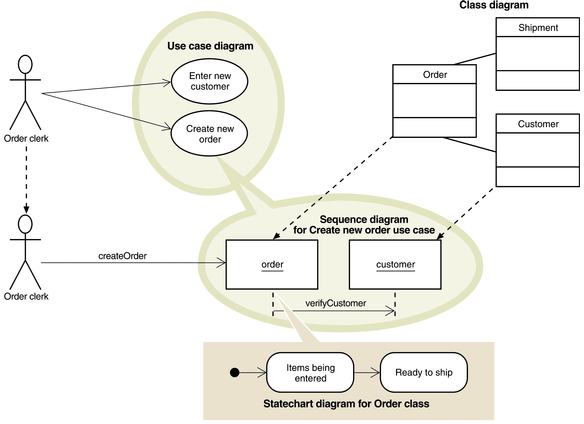 Class diagram
Use case diagram
Shipment
Enter new
customer
Order
Create new
order
Customer
Order clerk
Sequence diagram
for Create new order use case
createOrder
order
customer
Order clerk
verifyCustomer
Items being
entered
Ready to ship
Statechart diagram for Order class